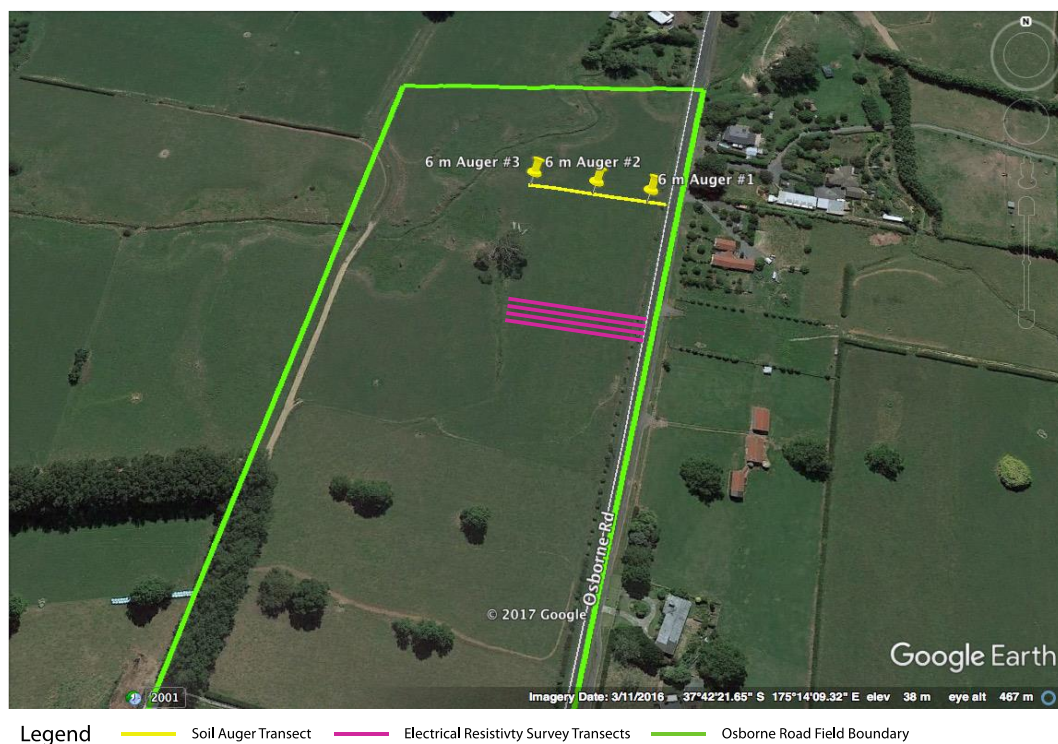 N
6 m Auger #3 6 m Auger #2
6 m Auger #1
Osborne Rd
© 2017 Google
Google Earth
2001
Imagery Date: 3/11/2016 37°42'21.65" S 175°14'09.32" E elev 38 m eye alt 467 m
Legend Soil Auger Transect Electrical Resistivty Survey Transects Osborne Road Field Boundary